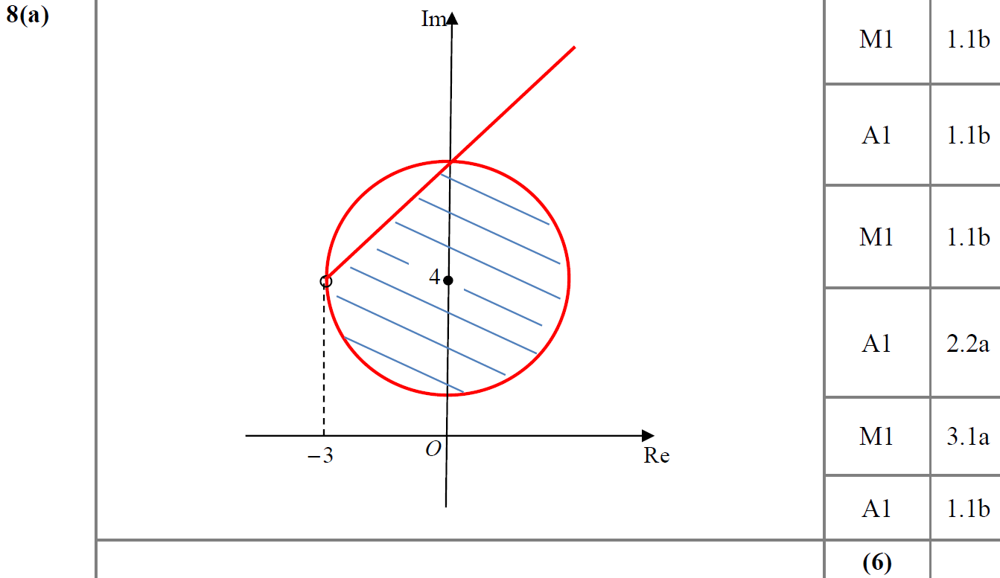 8(a)
Im
4
−3
O
Re
M1 1.1b
A1 1.1b
M1 1.1b
A1 2.2a
M1 3.1a
A1 1.1b
(6)